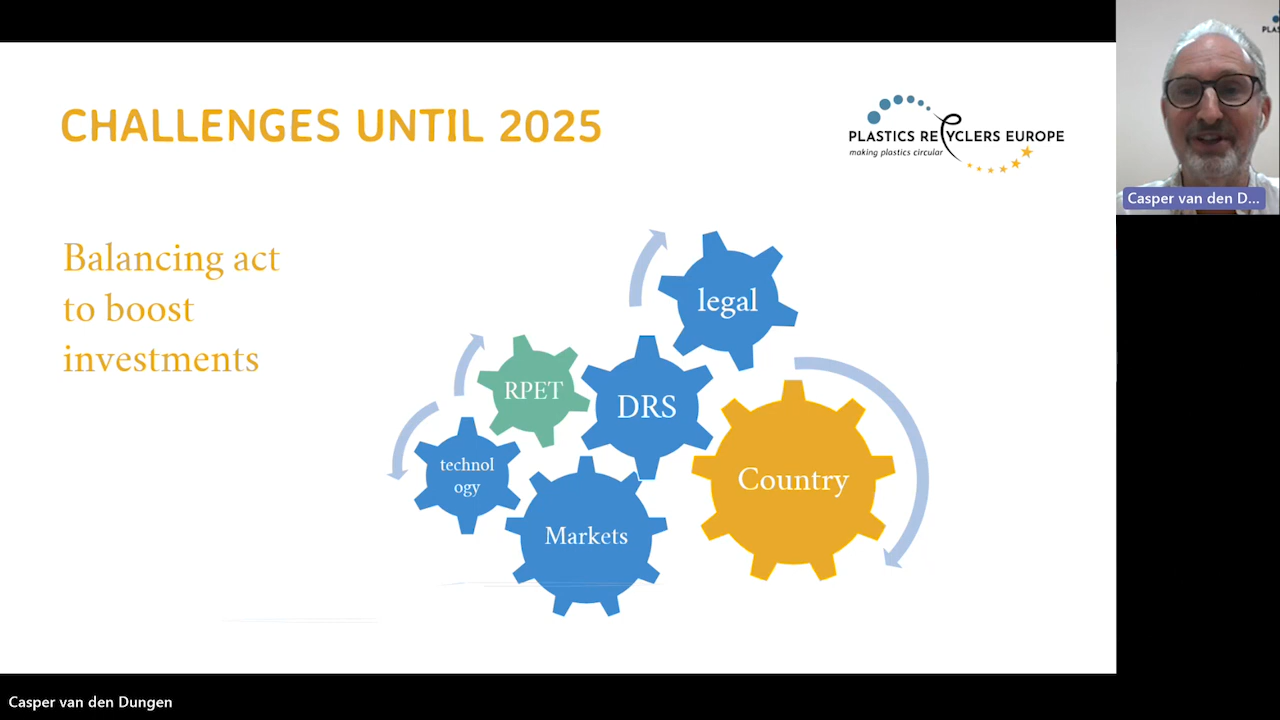 CHALLENGES UNTIL 2025
PLASTICS RECYCLERS EUROPE
making plastics circular
PLAS
Casper van den D...
Balancing act
to boost
investments
legal
RPET
DRS
technol
ogy
Country
Markets
Casper van den Dungen